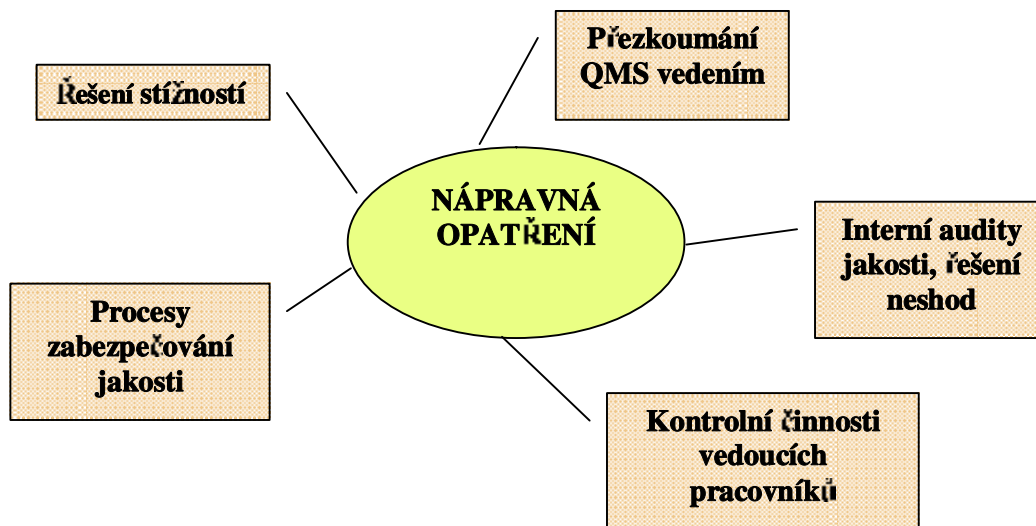 Přezkoumání
QMS vedením
Řešení stížností
NÁPRAVNÁ
OPATŘENÍ
Interní audity
jakosti, řešení
neshod
Procesy
zabezpečování
jakosti
Kontrolní činnosti
vedoucích
pracovníků